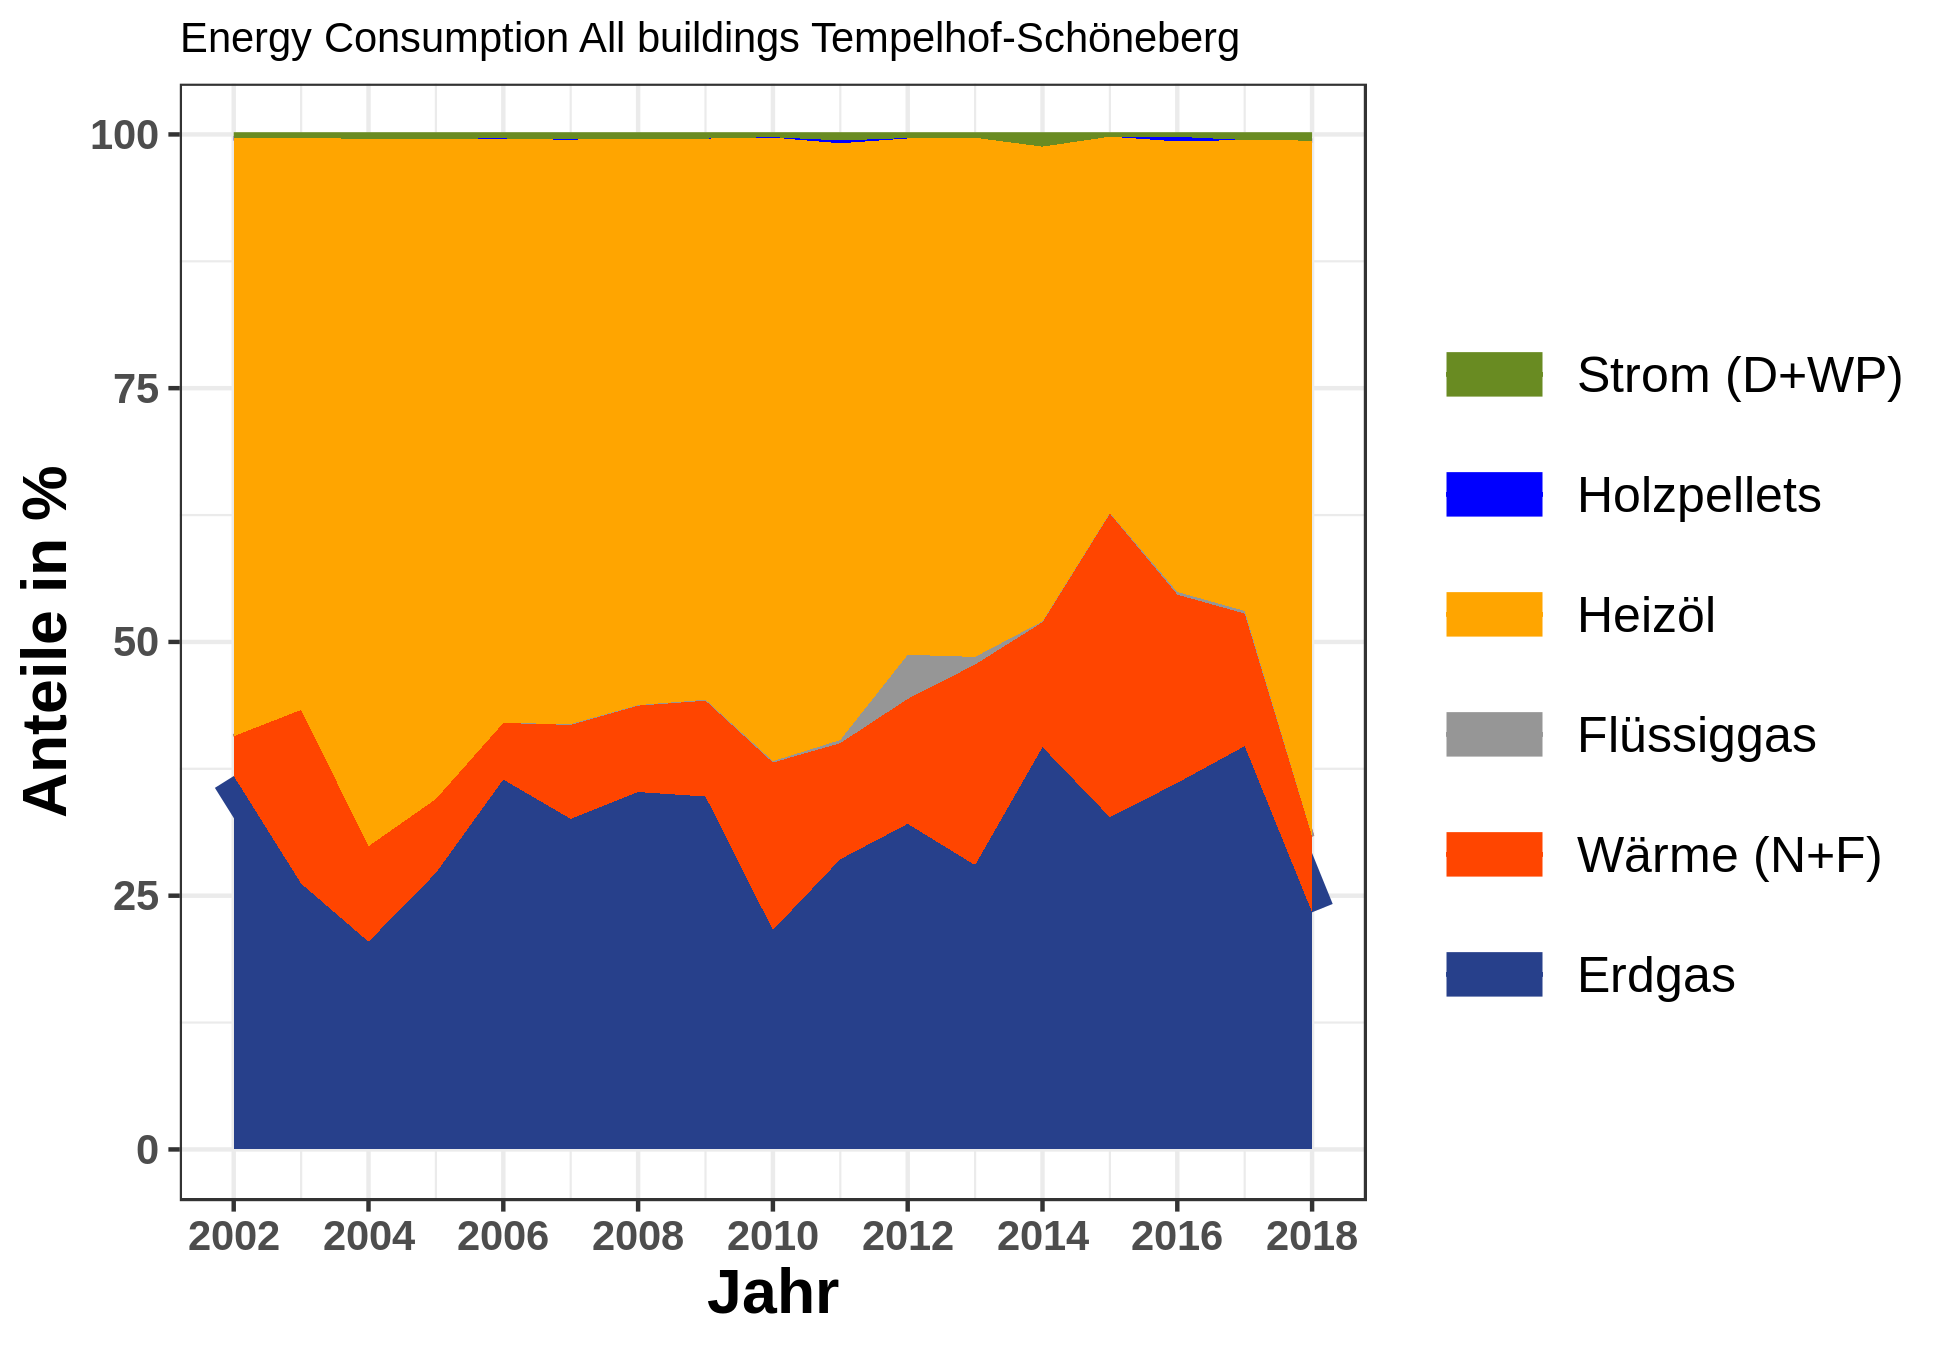 Energy Consumption All buildings Tempelhof-Schöneberg
Anteile in %
100
75
50
25
0
2002 2004 2006 2008 2010 2012 2014 2016 2018
Jahr
Strom (D+WP)
Holzpellets
Heizöl
Flüssiggas
Wärme (N+F)
Erdgas